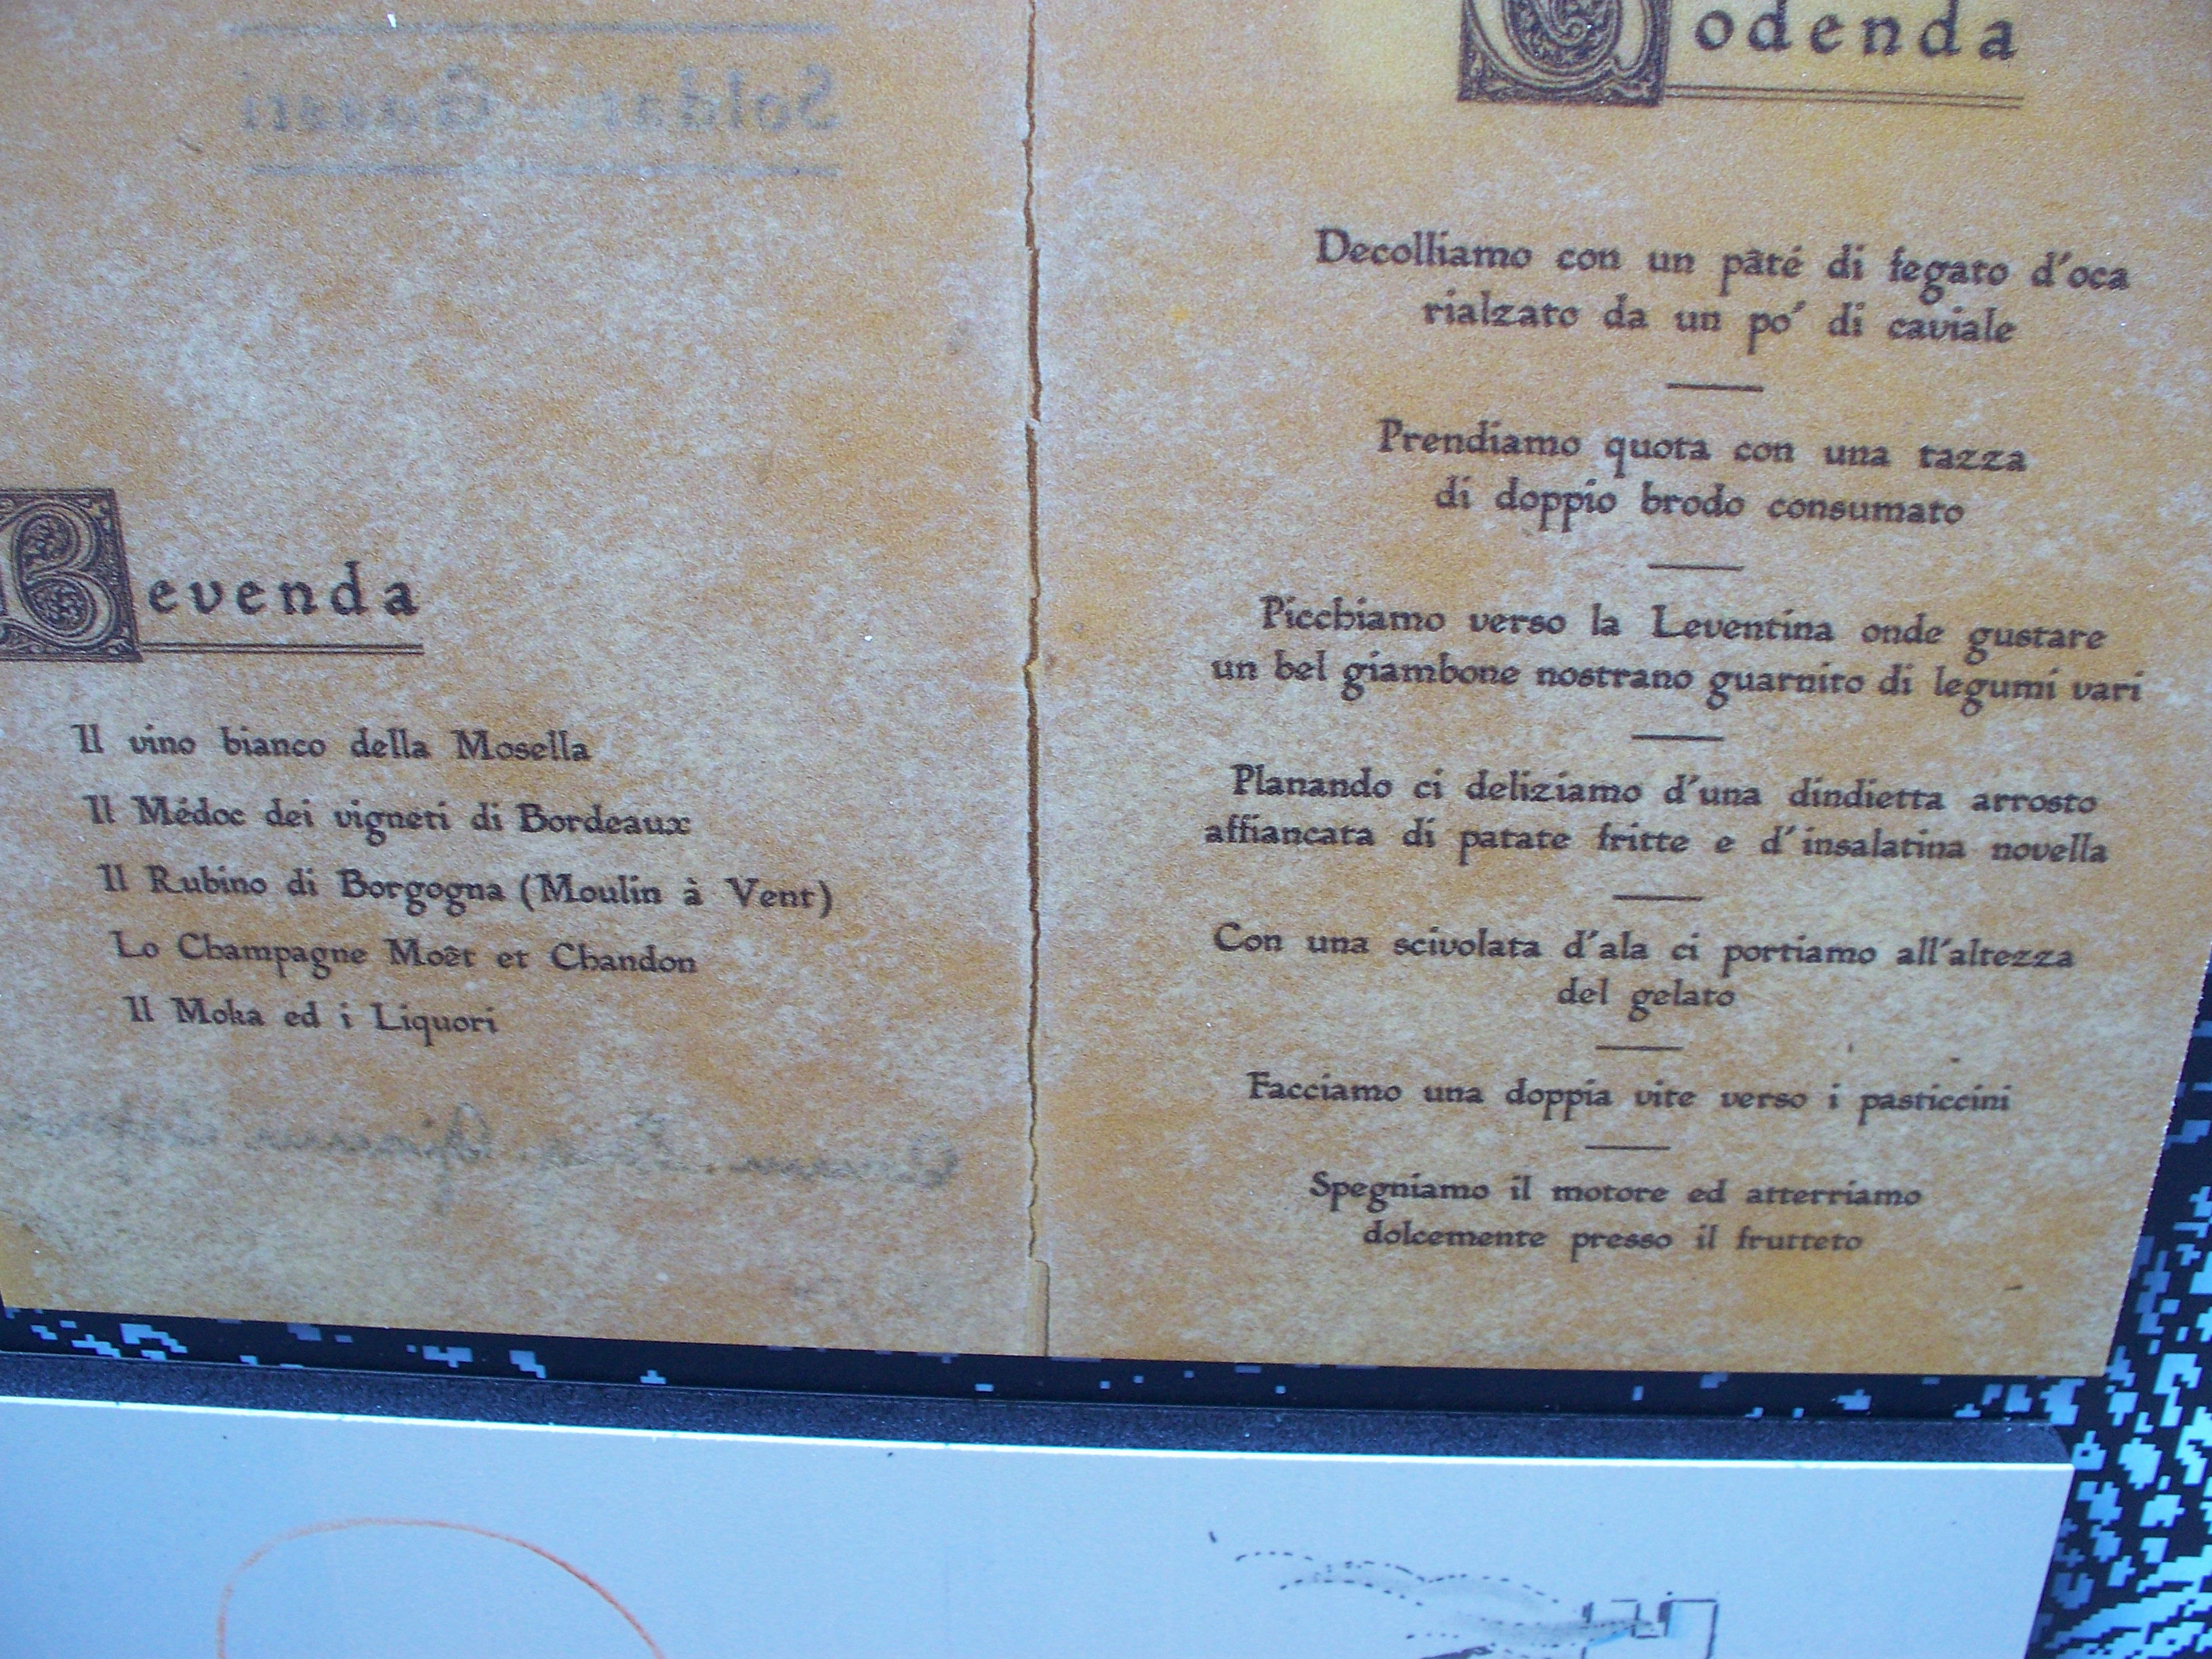 Bevenda
Il vino bianco della Mosella
Il Médoc dei vigneti di Bordeaux
Il Rubino di Borgogna (Moulin à Vent)
Lo Champagne Moêt et Chandon
Il Moka ed i Liquori
Godenda
Decolliamo con un pâté di fegato d'oca
rialzato da un po' di caviale
Prendiamo quota con una tazza
di doppio brodo consumato
Picchiamo verso la Leventina onde gustare
un bel giambone nostrano guarnito di legumi vari
Planando ci deliziamo d'una dindietta arrosto
affiancata di patate fritte e d'insalatina novella
Con una scivolata d'ala ci portiamo all'altezza
del gelato
Facciamo una doppia vite verso i pasticcini
Spegniamo il motore ed atterriamo
dolcemente presso il frutteto